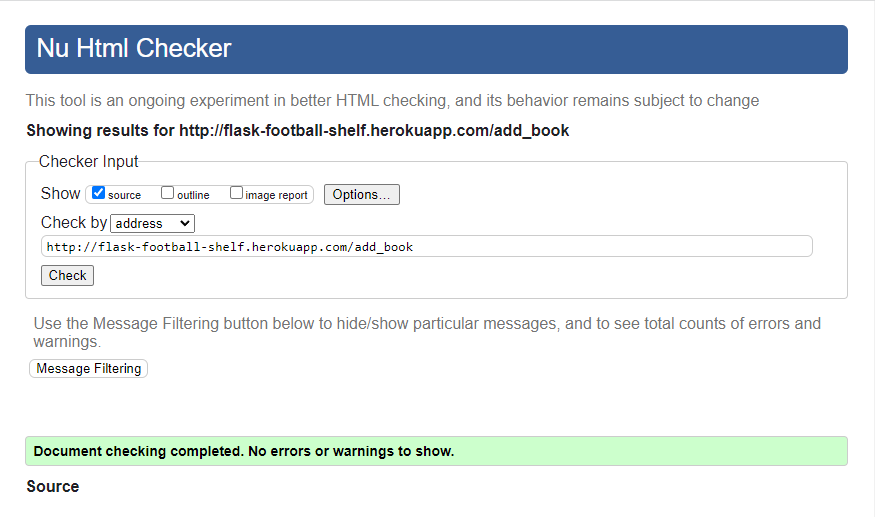 Nu Html Checker
This tool is an ongoing experiment in better HTML checking, and its behavior remains subject to change
Showing results for http://flask-football-shelf.herokuapp.com/add_book
Checker Input
Show source outline image report Options...
Check by address
http://flask-football-shelf.herokuapp.com/add_book
Check
Use the Message Filtering button below to hide/show particular messages, and to see total counts of errors and
warnings.
Message Filtering
Document checking completed. No errors or warnings to show.
Source